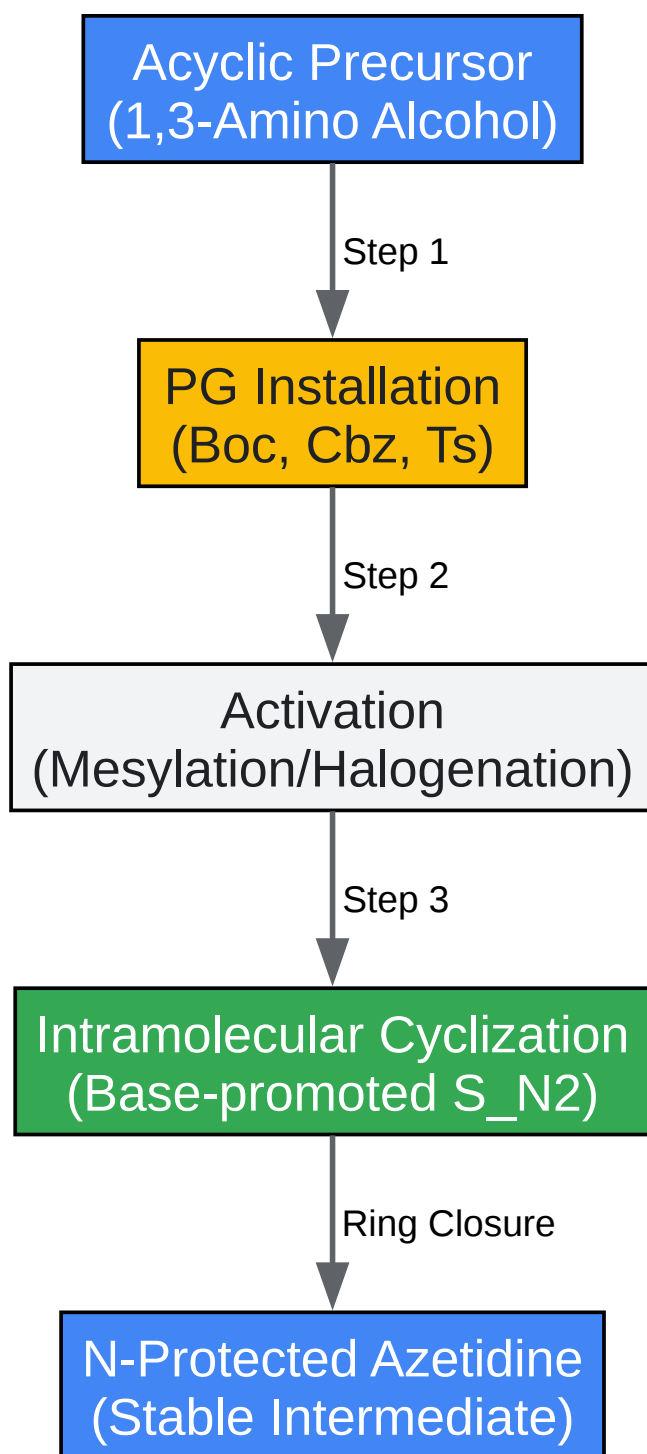 Acyclic Precursor
(1,3-Amino Alcohol)
Step 1
PG Installation
(Boc, Cbz, Ts)
Step 2
Activation
(Mesylation/Halogenation)
Step 3
Intramolecular Cyclization
(Base-promoted S_N2)
Ring Closure
N-Protected Azetidine
(Stable Intermediate)